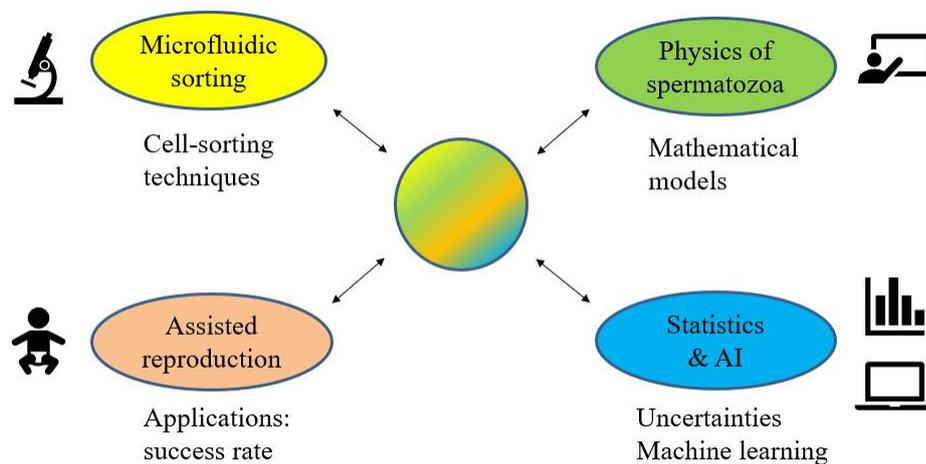 Microfluidic
sorting
Cell-sorting
techniques
Physics of
spermatozoa
Mathematical
models
Assisted
reproduction
Applications:
success rate
Statistics
& AI
Uncertainties
Machine learning